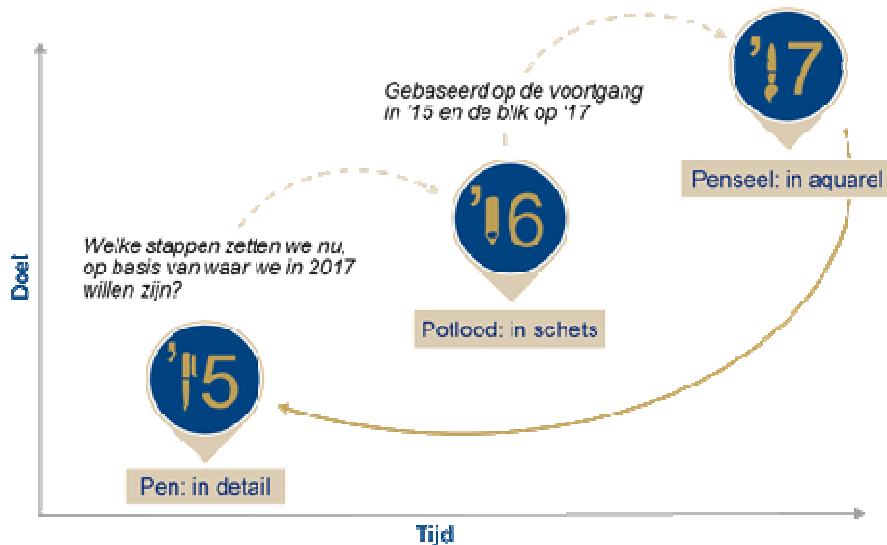 '17
Gebaseerd op de voortgang
in '15 en de blik op '17
Penseel: in aquarel
'16
Welke stappen zetten we nu,
op basis van waar we in 2017
willen zijn?
Potlood: in schets
'15
Pen: in detail
Doel
Tijd